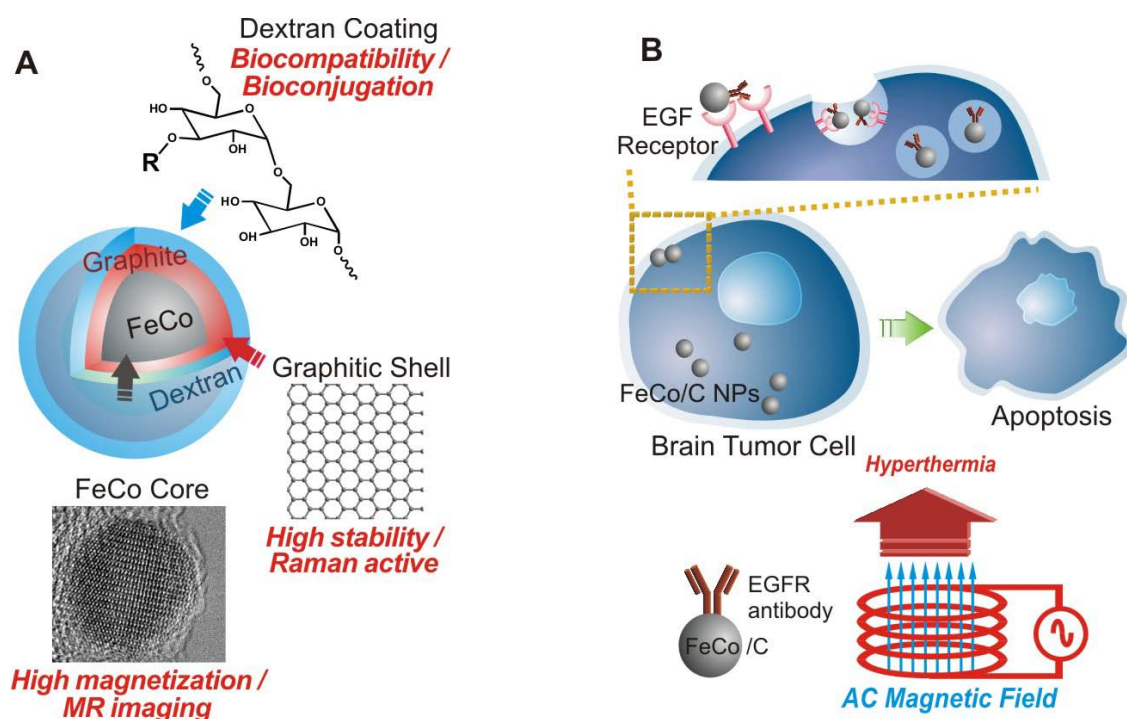 A
Dextran Coating
Biocompatibility /
Bioconjugation
O
HO
O
O
OH
R
O
HO
O
OH
OH
O
Graphite
FeCo
Dextran
Graphitic Shell
High stability /
Raman active
FeCo Core
High magnetization /
MR imaging
B
EGF
Receptor
FeCo/C NPs
Brain Tumor Cell
Apoptosis
Hyperthermia
EGFR
antibody
FeCo/C
AC Magnetic Field